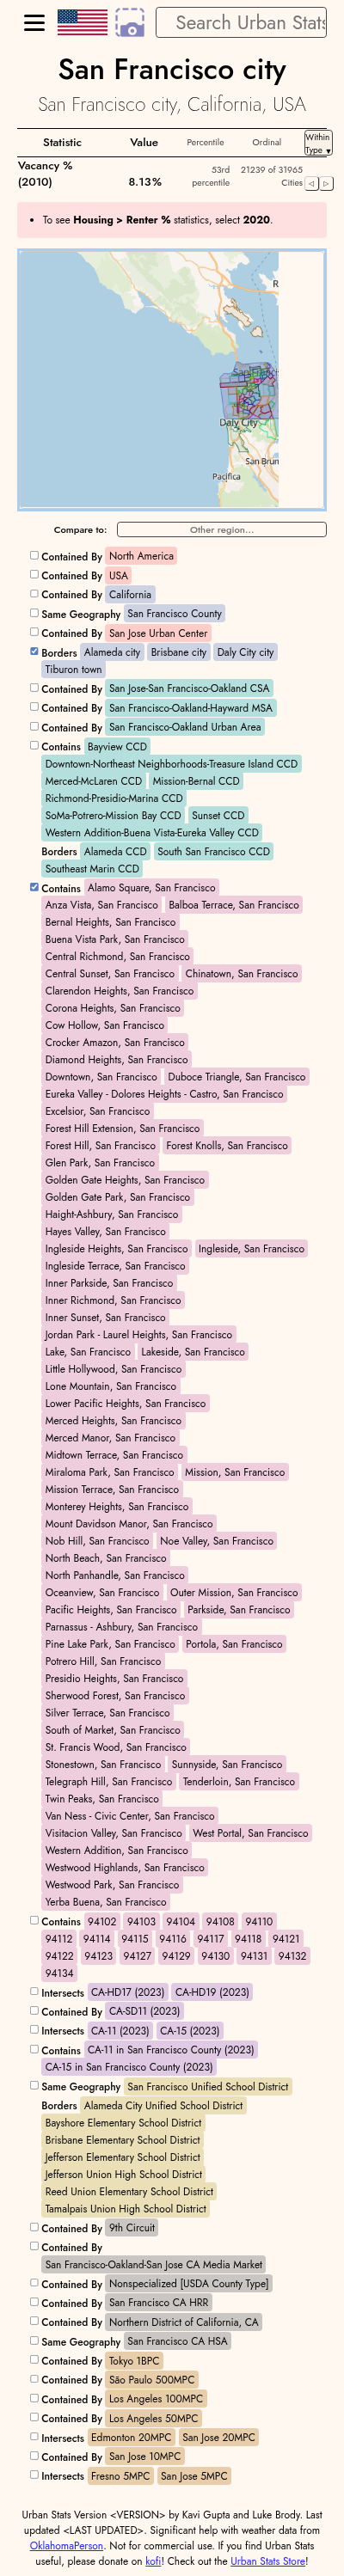 Search Urban Stats
San Francisco city
San Francisco city, California, USA
Statistic Value Percentile Ordinal Within Type ▼
Vacancy % (2010) 8.13% 53rd percentile 21239 of 31965 Cities ◁ ▷
• To see Housing > Renter % statistics, select 2020.
Daly City
San Brun
Pacifica
Compare to: Other region...
Contained By North America
Contained By USA
Contained By California
Same Geography San Francisco County
Contained By San Jose Urban Center
Borders Alameda city Brisbane city Daly City city
Tiburon town
Contained By San Jose-San Francisco-Oakland CSA
Contained By San Francisco-Oakland-Hayward MSA
Contained By San Francisco-Oakland Urban Area
Contains Bayview CCD
Downtown-Northeast Neighborhoods-Treasure Island CCD
Merced-McLaren CCD Mission-Bernal CCD
Richmond-Presidio-Marina CCD
SoMa-Potrero-Mission Bay CCD Sunset CCD
Western Addition-Buena Vista-Eureka Valley CCD
Borders Alameda CCD South San Francisco CCD
Southeast Marin CCD
Contains Alamo Square, San Francisco
Anza Vista, San Francisco Balboa Terrace, San Francisco
Bernal Heights, San Francisco
Buena Vista Park, San Francisco
Central Richmond, San Francisco
Central Sunset, San Francisco Chinatown, San Francisco
Clarendon Heights, San Francisco
Corona Heights, San Francisco
Cow Hollow, San Francisco
Crocker Amazon, San Francisco
Diamond Heights, San Francisco
Downtown, San Francisco Duboce Triangle, San Francisco
Eureka Valley - Dolores Heights - Castro, San Francisco
Excelsior, San Francisco
Forest Hill Extension, San Francisco
Forest Hill, San Francisco Forest Knolls, San Francisco
Glen Park, San Francisco
Golden Gate Heights, San Francisco
Golden Gate Park, San Francisco
Haight-Ashbury, San Francisco
Hayes Valley, San Francisco
Ingleside Heights, San Francisco Ingleside, San Francisco
Ingleside Terrace, San Francisco
Inner Parkside, San Francisco
Inner Richmond, San Francisco
Inner Sunset, San Francisco
Jordan Park - Laurel Heights, San Francisco
Lake, San Francisco Lakeside, San Francisco
Little Hollywood, San Francisco
Lone Mountain, San Francisco
Lower Pacific Heights, San Francisco
Merced Heights, San Francisco
Merced Manor, San Francisco
Midtown Terrace, San Francisco
Miraloma Park, San Francisco Mission, San Francisco
Mission Terrace, San Francisco
Monterey Heights, San Francisco
Mount Davidson Manor, San Francisco
Nob Hill, San Francisco Noe Valley, San Francisco
North Beach, San Francisco
North Panhandle, San Francisco
Oceanview, San Francisco Outer Mission, San Francisco
Pacific Heights, San Francisco Parkside, San Francisco
Parnassus - Ashbury, San Francisco
Pine Lake Park, San Francisco Portola, San Francisco
Potrero Hill, San Francisco
Presidio Heights, San Francisco
Sherwood Forest, San Francisco
Silver Terrace, San Francisco
South of Market, San Francisco
St. Francis Wood, San Francisco
Stonestown, San Francisco Sunnyside, San Francisco
Telegraph Hill, San Francisco Tenderloin, San Francisco
Twin Peaks, San Francisco
Van Ness - Civic Center, San Francisco
Visitacion Valley, San Francisco West Portal, San Francisco
Western Addition, San Francisco
Westwood Highlands, San Francisco
Westwood Park, San Francisco
Yerba Buena, San Francisco
Contains 94102 94103 94104 94108 94110
94112 94114 94115 94116 94117 94118 94121
94122 94123 94127 94129 94130 94131 94132
94134
Intersects CA-HD17 (2023) CA-HD19 (2023)
Contained By CA-SD11 (2023)
Intersects CA-11 (2023) CA-15 (2023)
Contains CA-11 in San Francisco County (2023)
CA-15 in San Francisco County (2023)
Same Geography San Francisco Unified School District
Borders Alameda City Unified School District
Bayshore Elementary School District
Brisbane Elementary School District
Jefferson Elementary School District
Jefferson Union High School District
Reed Union Elementary School District
Tamalpais Union High School District
Contained By 9th Circuit
Contained By
San Francisco-Oakland-San Jose CA Media Market
Contained By Nonspecialized [USDA County Type]
Contained By San Francisco CA HRR
Contained By Northern District of California, CA
Same Geography San Francisco CA HSA
Contained By Tokyo 1BPC
Contained By São Paulo 500MPC
Contained By Los Angeles 100MPC
Contained By Los Angeles 50MPC
Intersects Edmonton 20MPC San Jose 20MPC
Contained By San Jose 10MPC
Intersects Fresno 5MPC San Jose 5MPC
Urban Stats Version <VERSION> by Kavi Gupta and Luke Brody. Last
updated <LAST UPDATED>. Significant help with weather data from
OklahomaPerson. Not for commercial use. If you find Urban Stats
useful, please donate on kofi! Check out the Urban Stats Store!